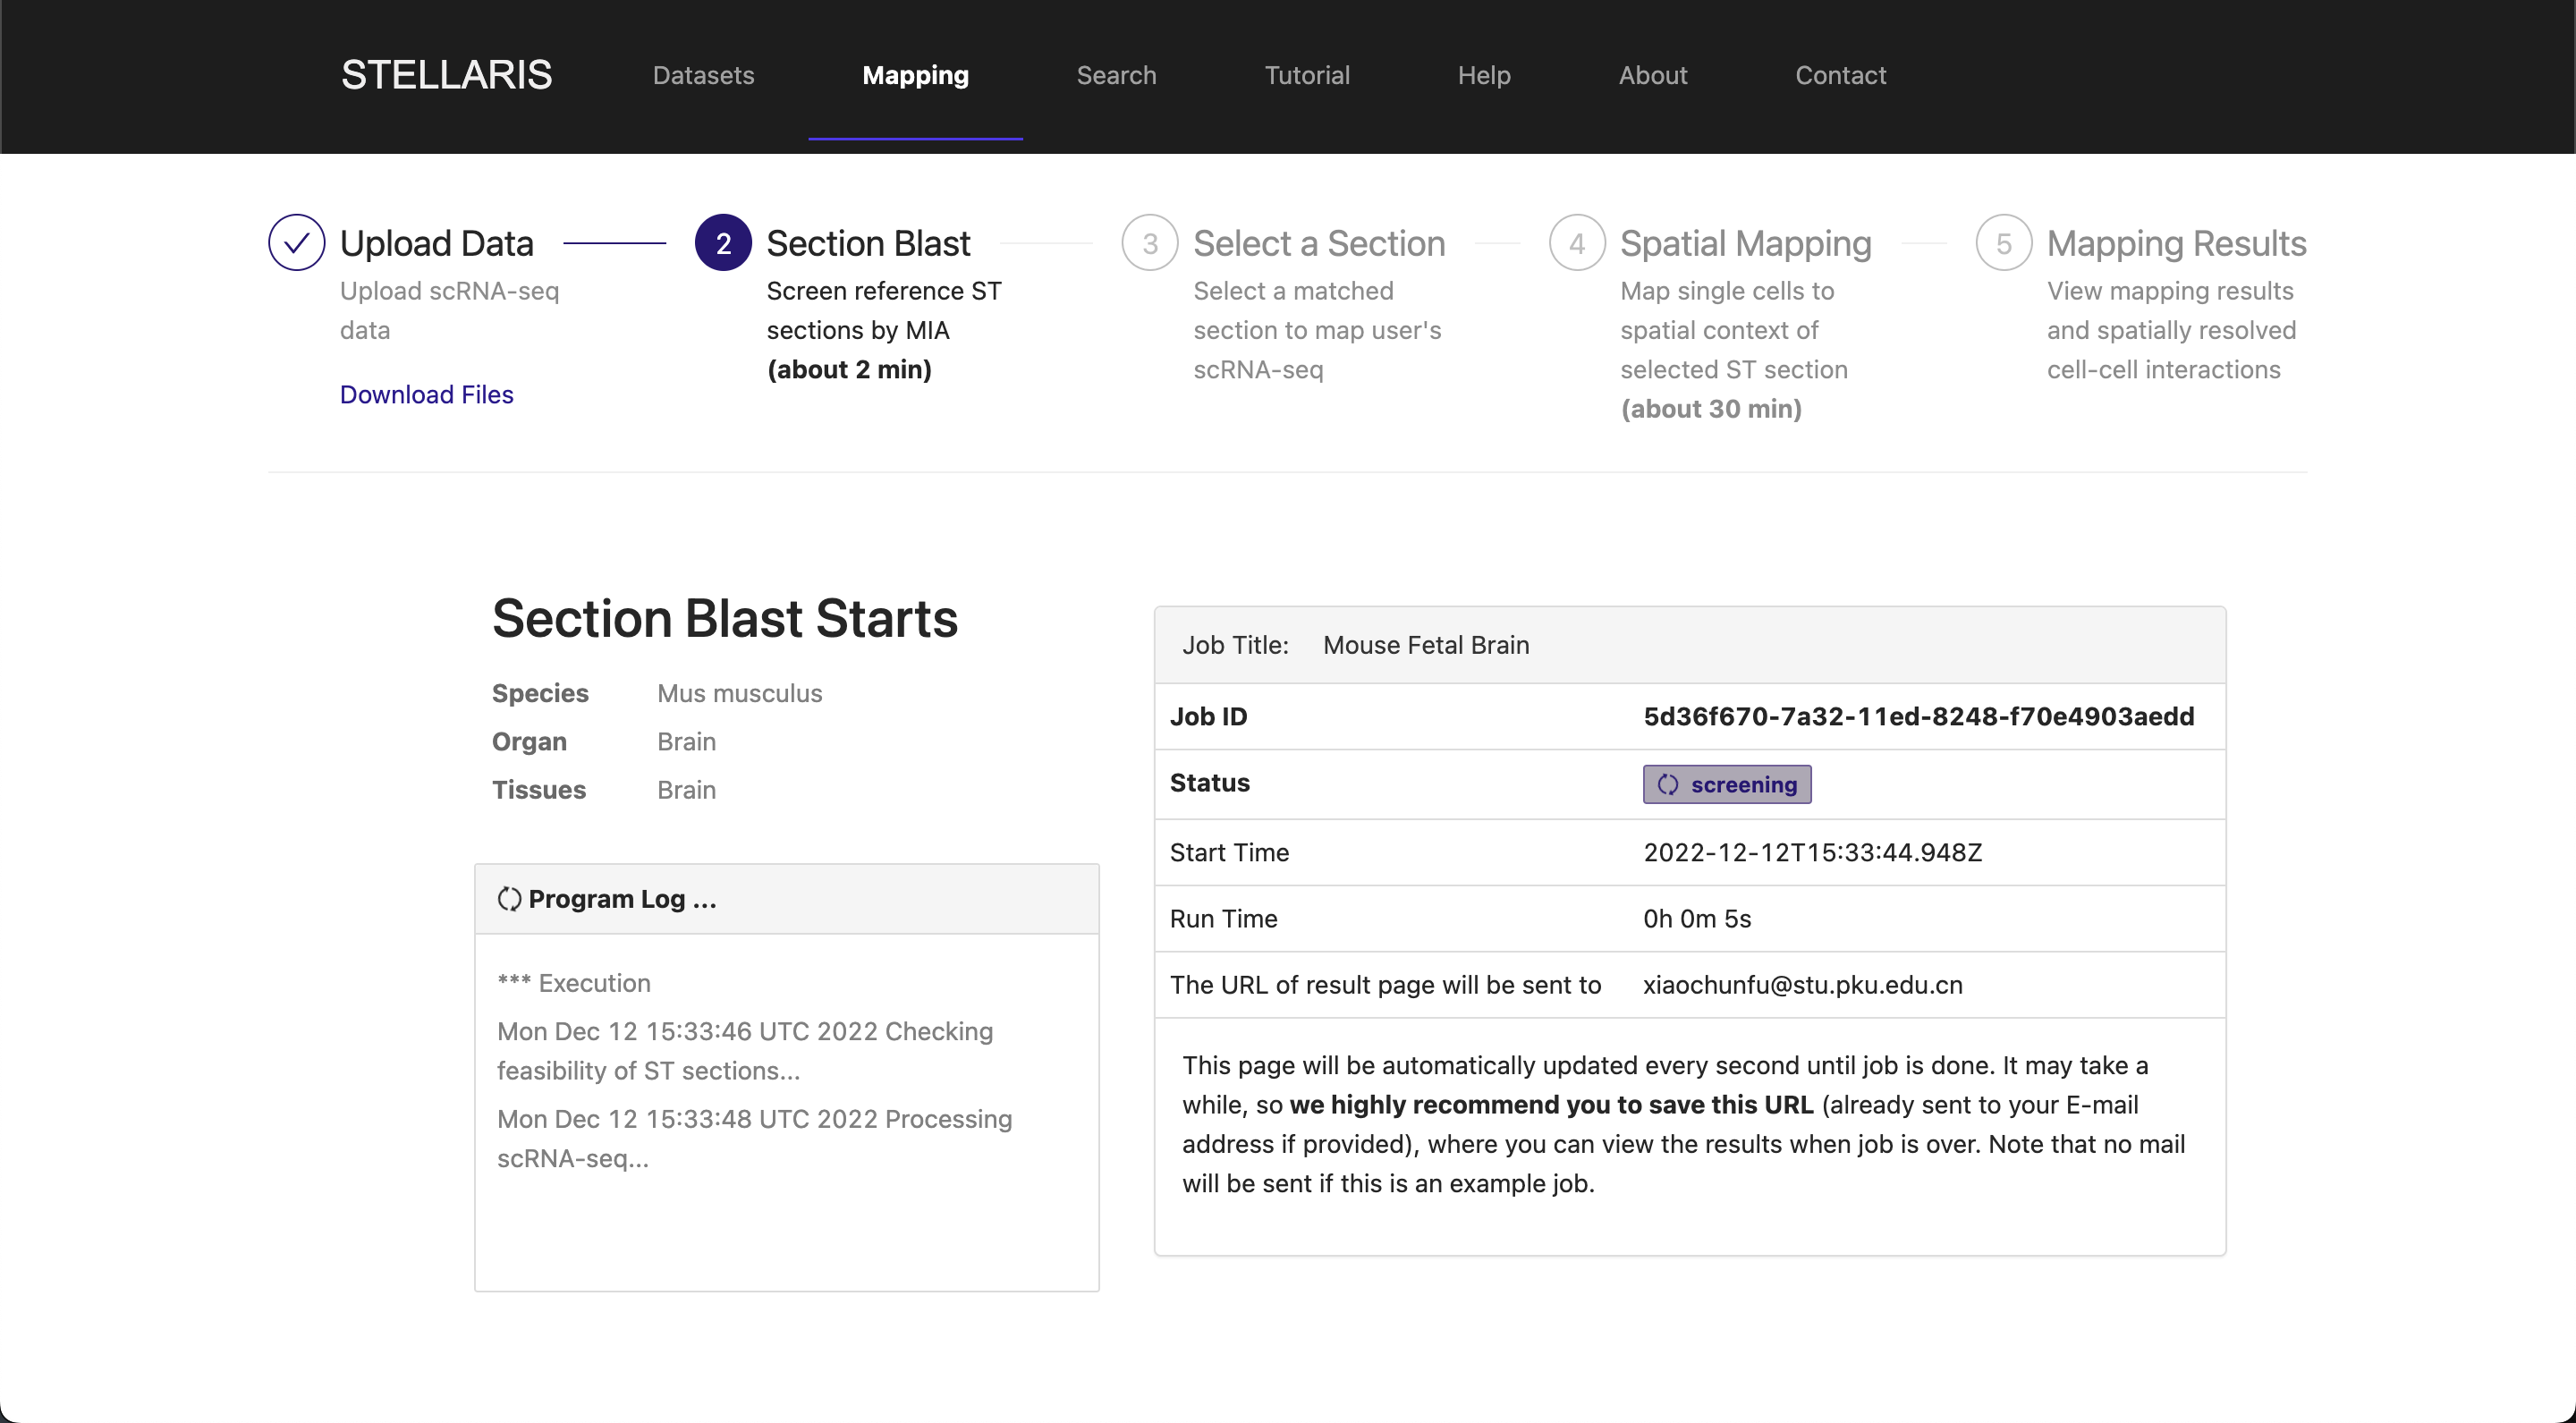 STELLARIS
Datasets
Mapping
Search
Tutorial
Help
About
Contact
Upload Data
Upload scRNA-seq
data
Download Files
2
Section Blast
Screen reference ST
sections by MIA
(about 2 min)
3
Select a Section
Select a matched
section to map user's
scRNA-seq
4
Spatial Mapping
Map single cells to
spatial context of
selected ST section
(about 30 min)
5
Mapping Results
View mapping results
and spatially resolved
cell-cell interactions
Section Blast Starts
Species Mus musculus
Organ Brain
Tissues Brain
Program Log ...
*** Execution
Mon Dec 12 15:33:46 UTC 2022 Checking
feasibility of ST sections...
Mon Dec 12 15:33:48 UTC 2022 Processing
scRNA-seq...
Job Title: Mouse Fetal Brain
Job ID 5d36f670-7a32-11ed-8248-f70e4903aedd
Status screening
Start Time 2022-12-12T15:33:44.948Z
Run Time 0h 0m 5s
The URL of result page will be sent to xiaochunfu@stu.pku.edu.cn
This page will be automatically updated every second until job is done. It may take a
while, so we highly recommend you to save this URL (already sent to your E-mail
address if provided), where you can view the results when job is over. Note that no mail
will be sent if this is an example job.